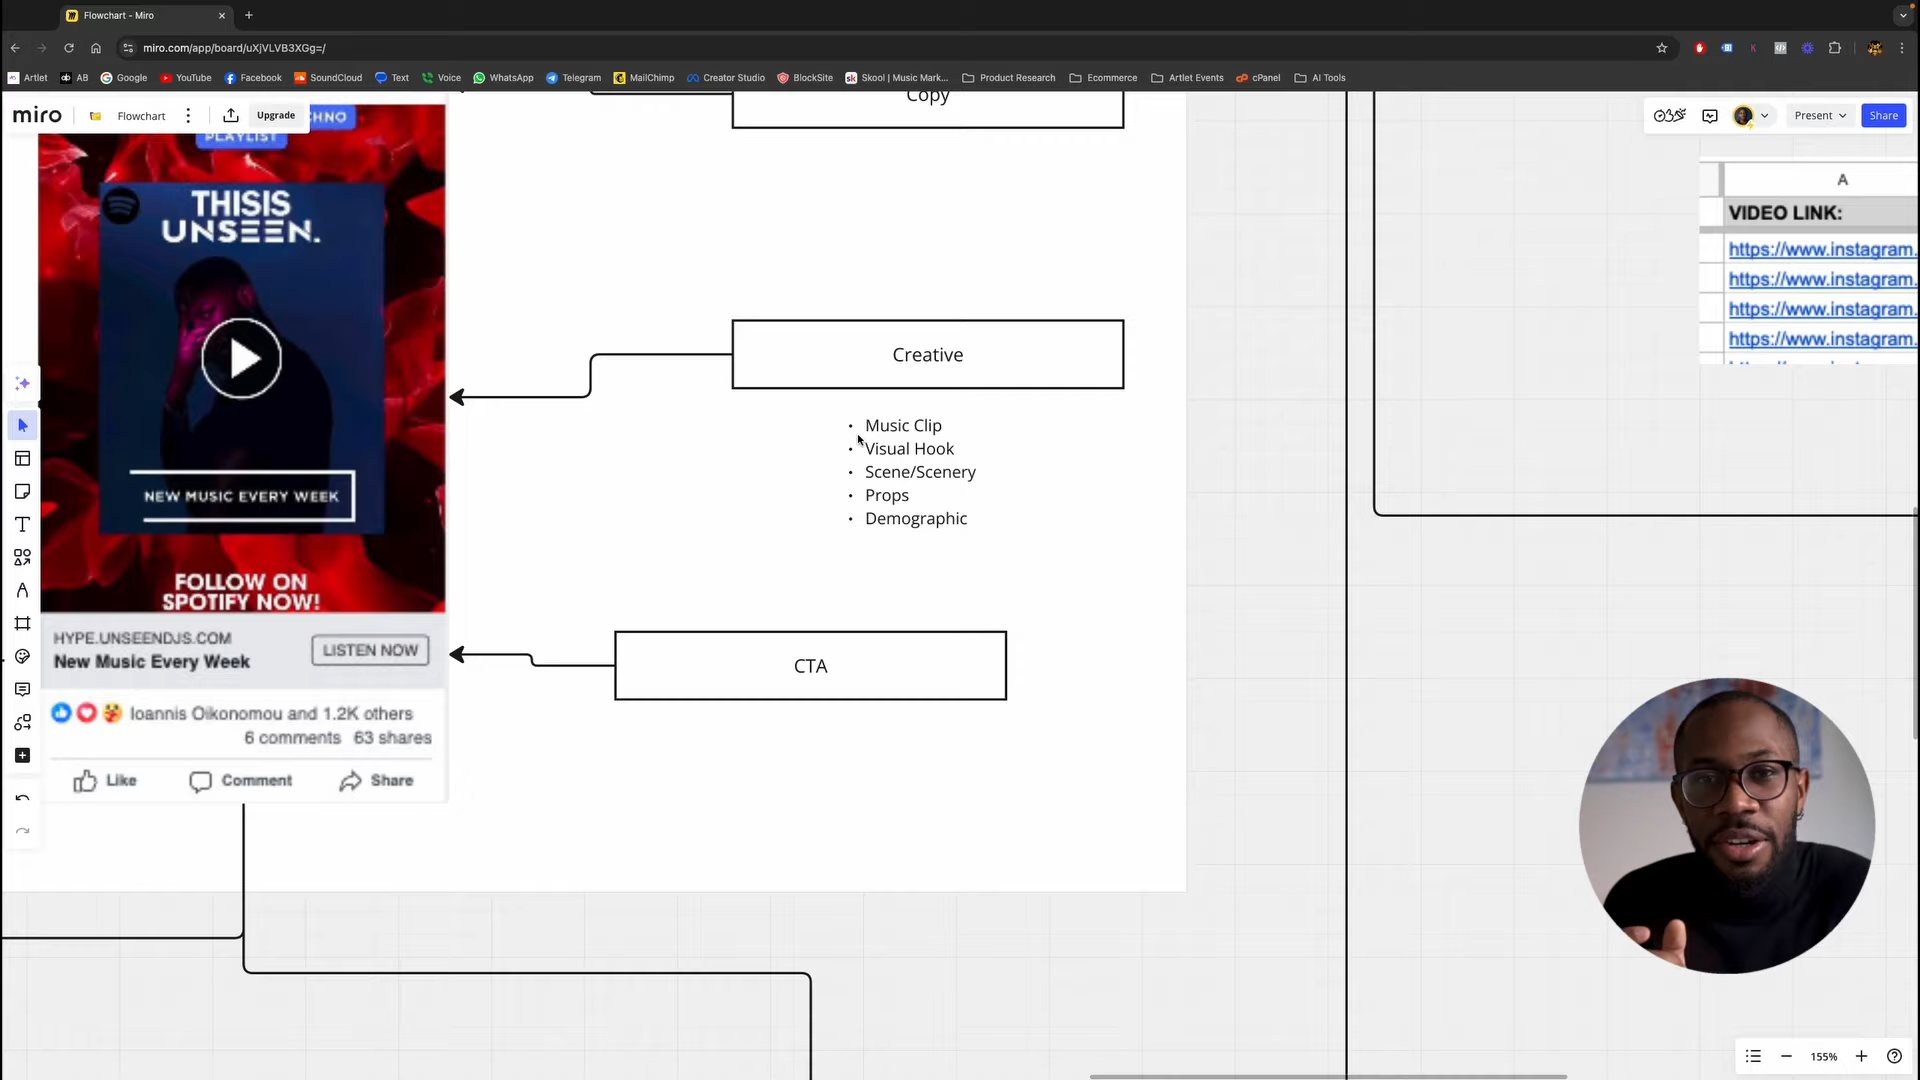 Flowchart - Miro
miro.com/app/board/uXjVLVB3XGg=/
Artlet
AB
Google
YouTube
Facebook
SoundCloud
Text
Voice
WhatsApp
Telegram
MailChimp
Creator Studio
BlockSite
Skool | Music Mark...
Product Research
Ecommerce
Artlet Events
cPanel
AI Tools
miro
Flowchart
Upgrade
Present
Share
HNO
PLAYLIST
THISIS
UNSEEN.
NEW MUSIC EVERY WEEK
FOLLOW ON
SPOTIFY NOW!
HYPE.UNSEENDJS.COM
New Music Every Week
LISTEN NOW
Ioannis Oikonomou and 1.2K others
6 comments 63 shares
Like
Comment
Share
Copy
Creative
• Music Clip
• Visual Hook
• Scene/Scenery
• Props
• Demographic
CTA
A
VIDEO LINK:
https://www.instagram.
https://www.instagram.
https://www.instagram.
https://www.instagram.
155%